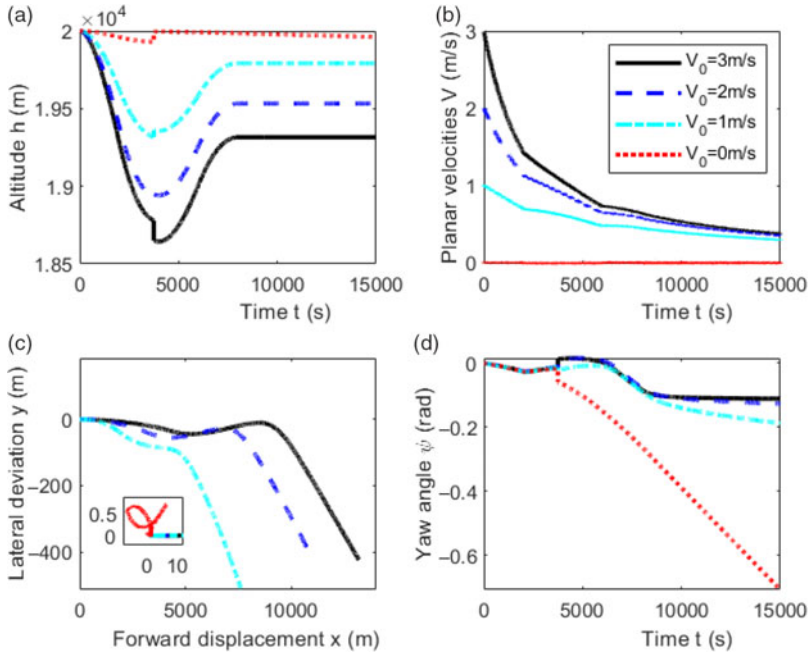 (a)
2 × 10⁴
1.95
1.9
1.85
Altitude h (m)
0 5000 10000 15000
Time t (s)
(b)
3
2
1
0
Planar velocities V (m/s)
V₀=3m/s
V₀=2m/s
V₀=1m/s
V₀=0m/s
0 5000 10000 15000
Time t (s)
(c)
0
−200
−400
Lateral deviation y (m)
0.5
0
0 10
0 5000 10000
Forward displacement x (m)
(d)
0
−0.2
−0.4
−0.6
Yaw angle ψ (rad)
0 5000 10000 15000
Time t (s)